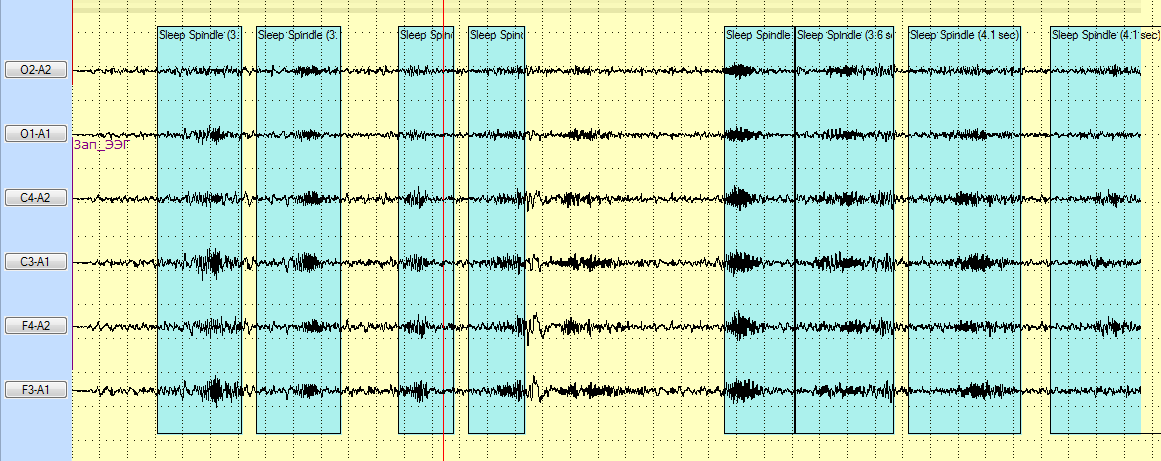 Sleep Spindle (3.
Sleep Spindle (3.
Sleep Spin
Sleep Spin
Sleep Spindle
Sleep Spindle (3.6 s
Sleep Spindle (4.1 sec)
Sleep Spindle (4.1 sec)
O2-A2
O1-A1
Зап_ЭЭГ
C4-A2
C3-A1
F4-A2
F3-A1